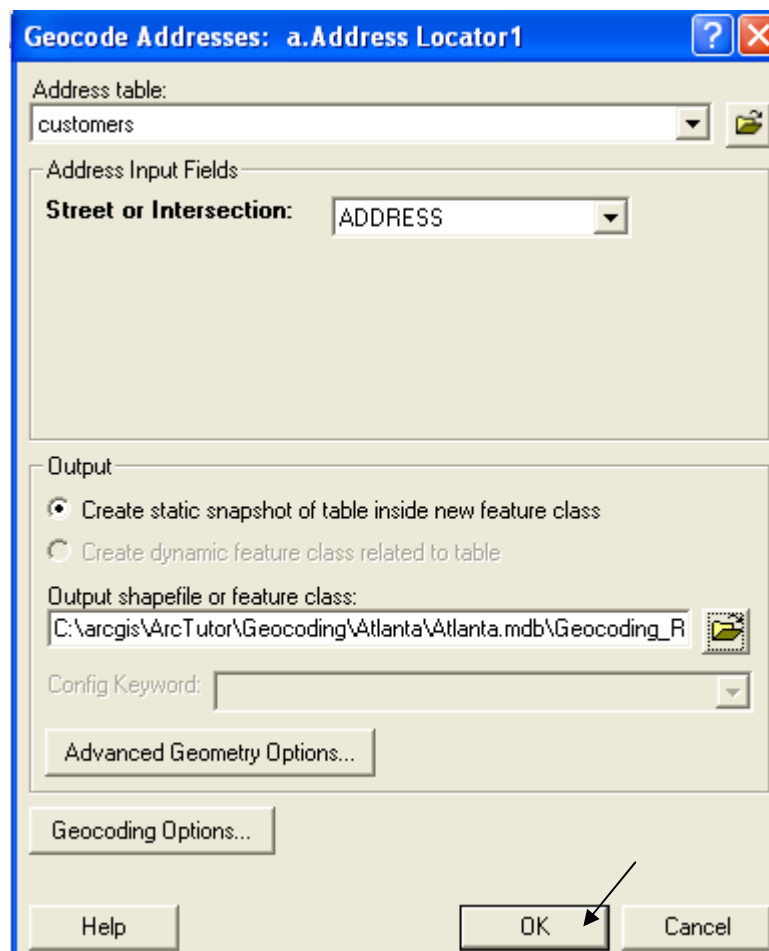 Geocode Addresses: a.Address Locator1
Address table:
customers
Address Input Fields
Street or Intersection: ADDRESS
Output
Create static snapshot of table inside new feature class
Create dynamic feature class related to table
Output shapefile or feature class:
C:\arcgis\ArcTutor\Geocoding\Atlanta\Atlanta.mdb\Geocoding_R
Config Keyword:
Advanced Geometry Options...
Geocoding Options...
Help OK Cancel